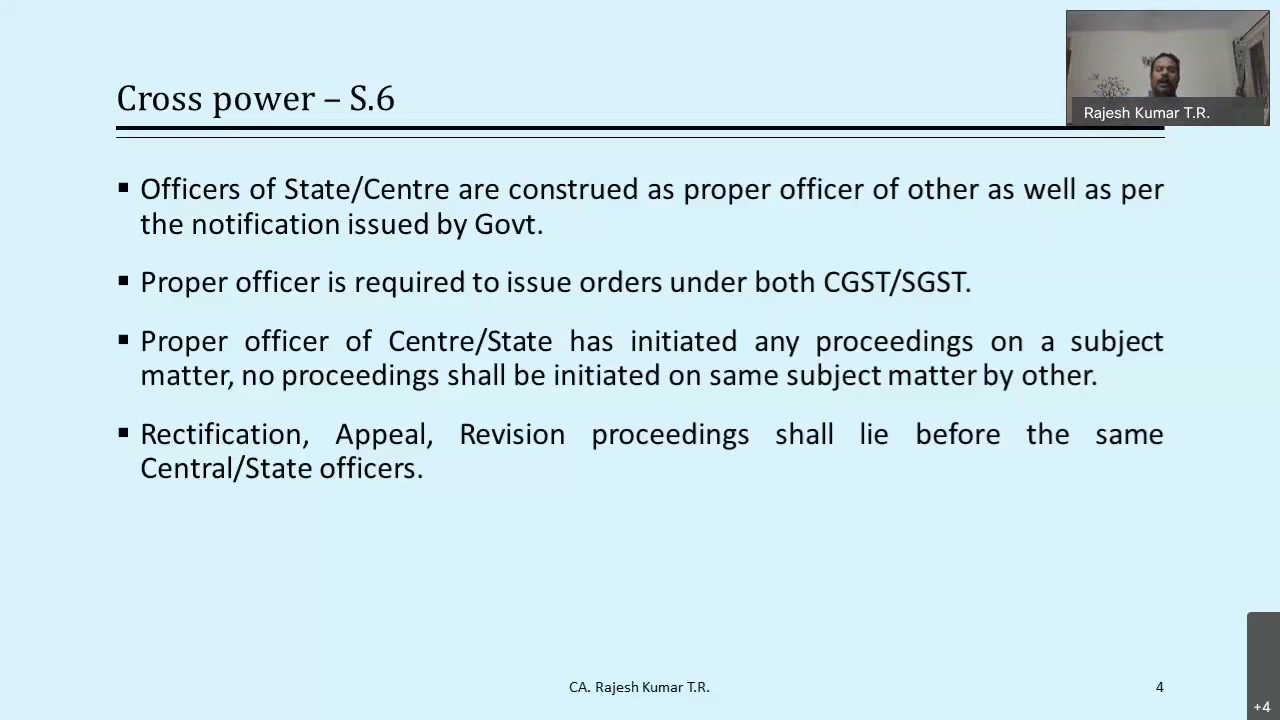 Cross power – S.6
Rajesh Kumar T.R.
▪ Officers of State/Centre are construed as proper officer of other as well as per
the notification issued by Govt.
▪ Proper officer is required to issue orders under both CGST/SGST.
▪ Proper officer of Centre/State has initiated any proceedings on a subject
matter, no proceedings shall be initiated on same subject matter by other.
▪ Rectification, Appeal, Revision proceedings shall lie before the same
Central/State officers.
CA. Rajesh Kumar T.R.
4
+4